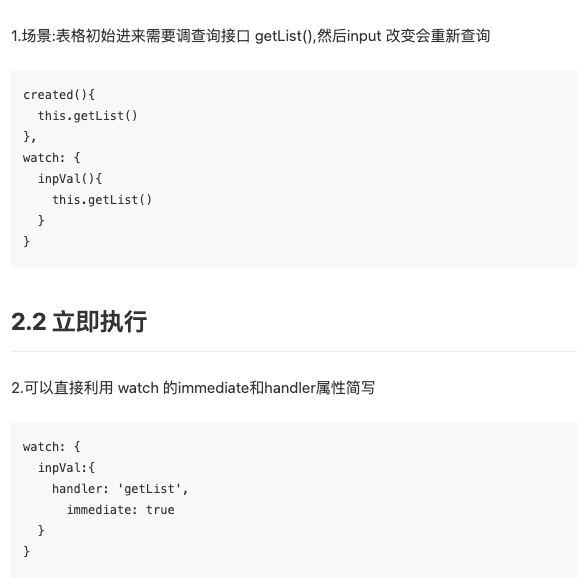 1.场景:表格初始进来需要调查询接口 getList(),然后input 改变会重新查询
created(){
  this.getList()
},
watch: {
  inpVal(){
    this.getList()
  }
}
2.2 立即执行
2.可以直接利用 watch 的immediate和handler属性简写
watch: {
  inpVal:{
    handler: 'getList',
      immediate: true
  }
}